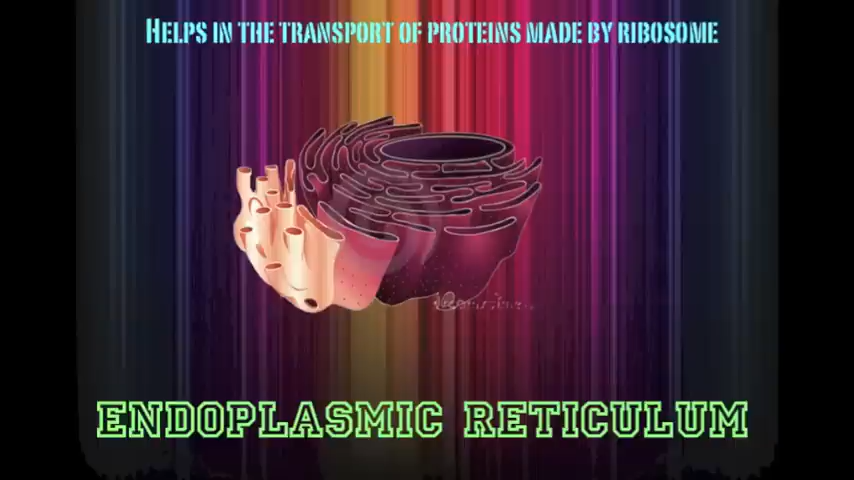 Helps in the transport of proteins made by ribosome
ENDOPLASMIC RETICULUM